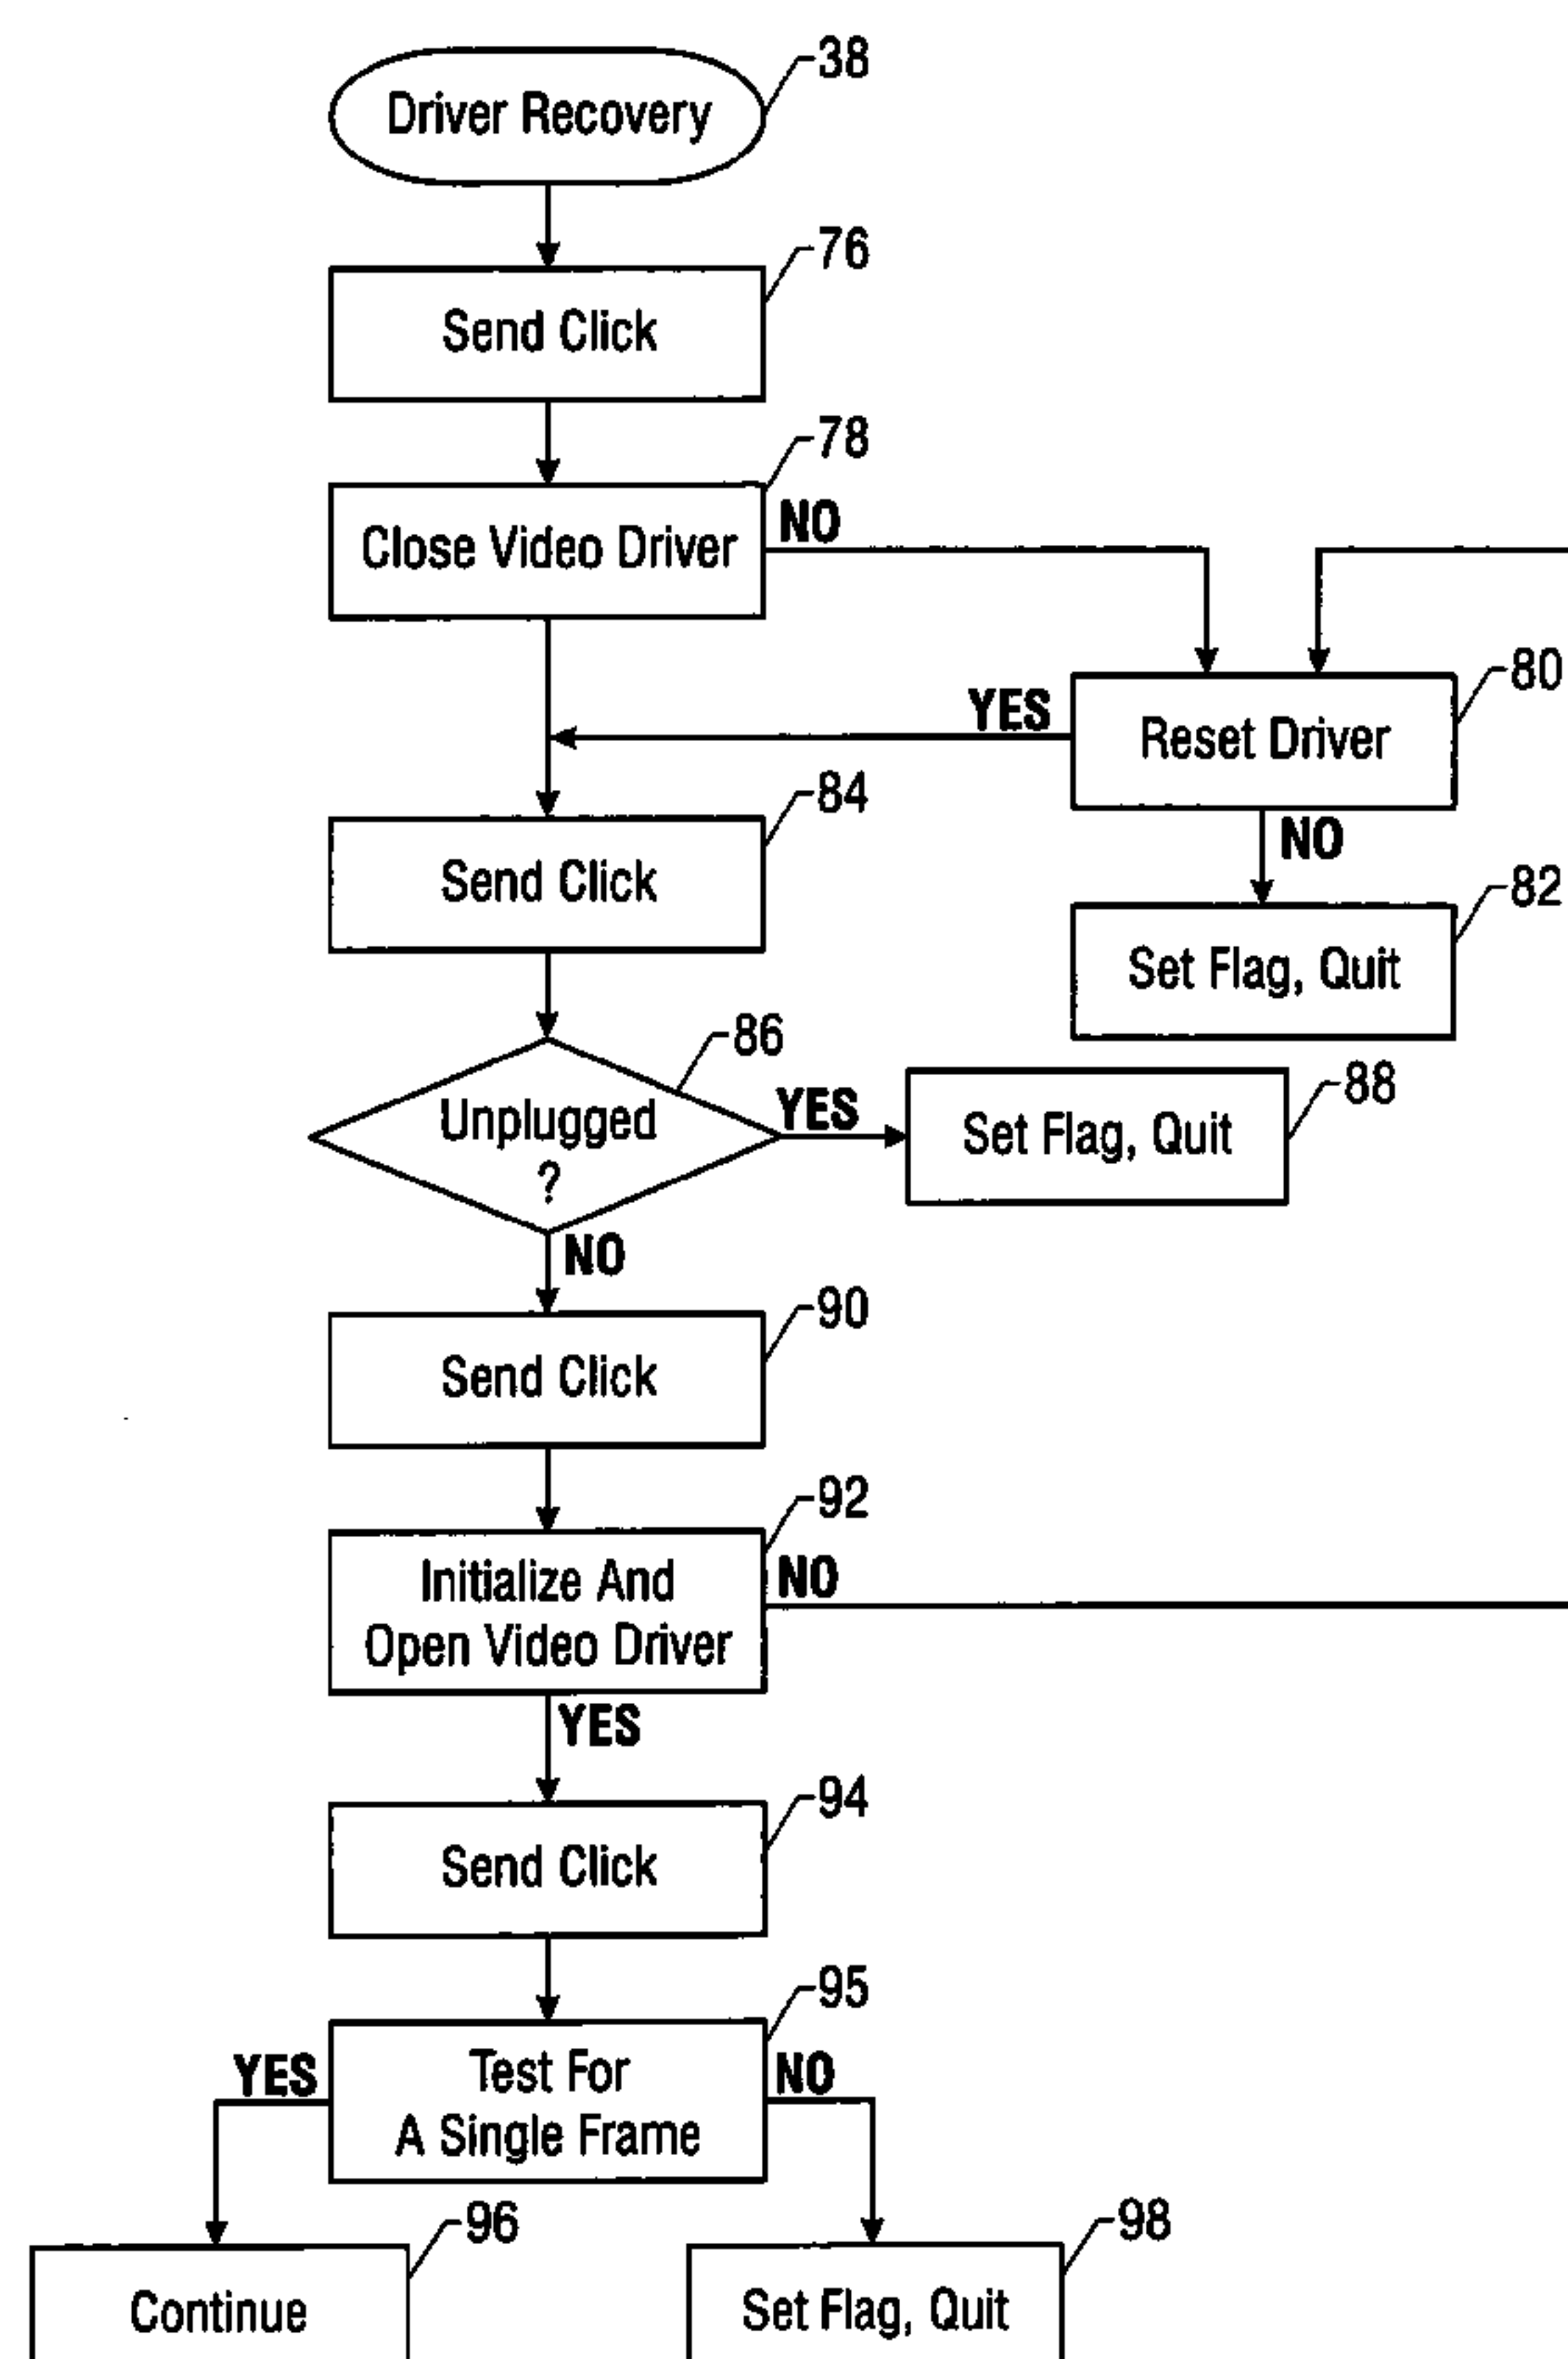 Driver Recovery
38
Send Click
76
Close Video Driver
78
NO
Reset Driver
80
YES
NO
Set Flag, Quit
82
Send Click
84
Unplugged
?
86
YES
Set Flag, Quit
88
NO
Send Click
90
Initialize And
Open Video Driver
92
NO
YES
Send Click
94
Test For
A Single Frame
95
YES
NO
Continue
96
Set Flag, Quit
98